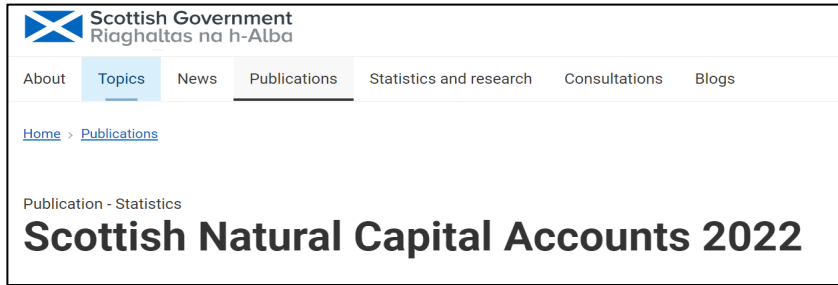 Scottish Government
Riaghaltas na h-Alba
About Topics News Publications Statistics and research Consultations Blogs
Home > Publications
Publication - Statistics
Scottish Natural Capital Accounts 2022